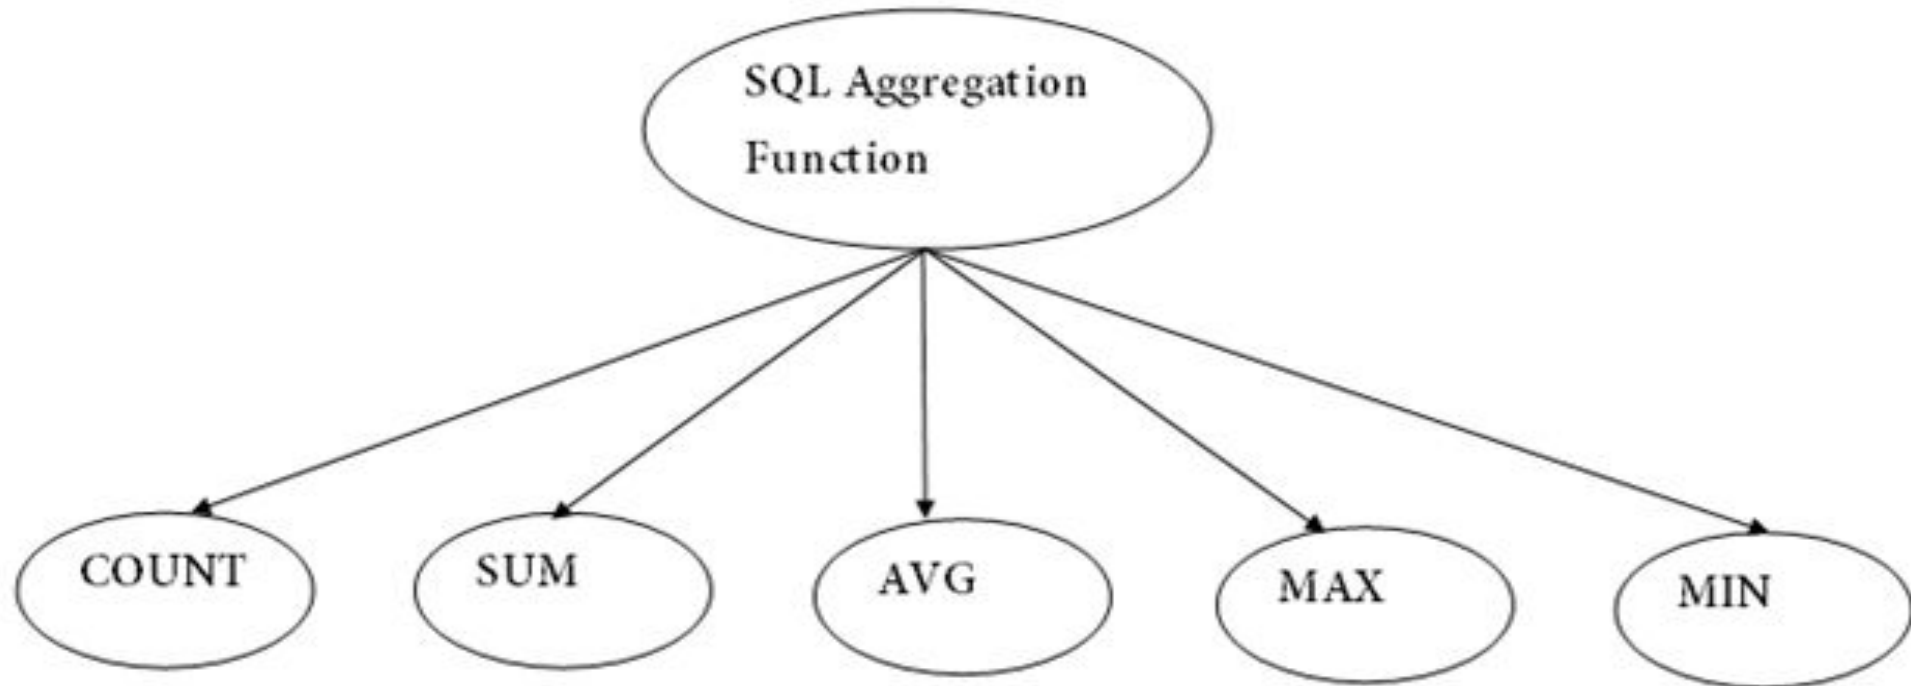 SQL Aggregation
Function
COUNT
SUM
AVG
MAX
MIN